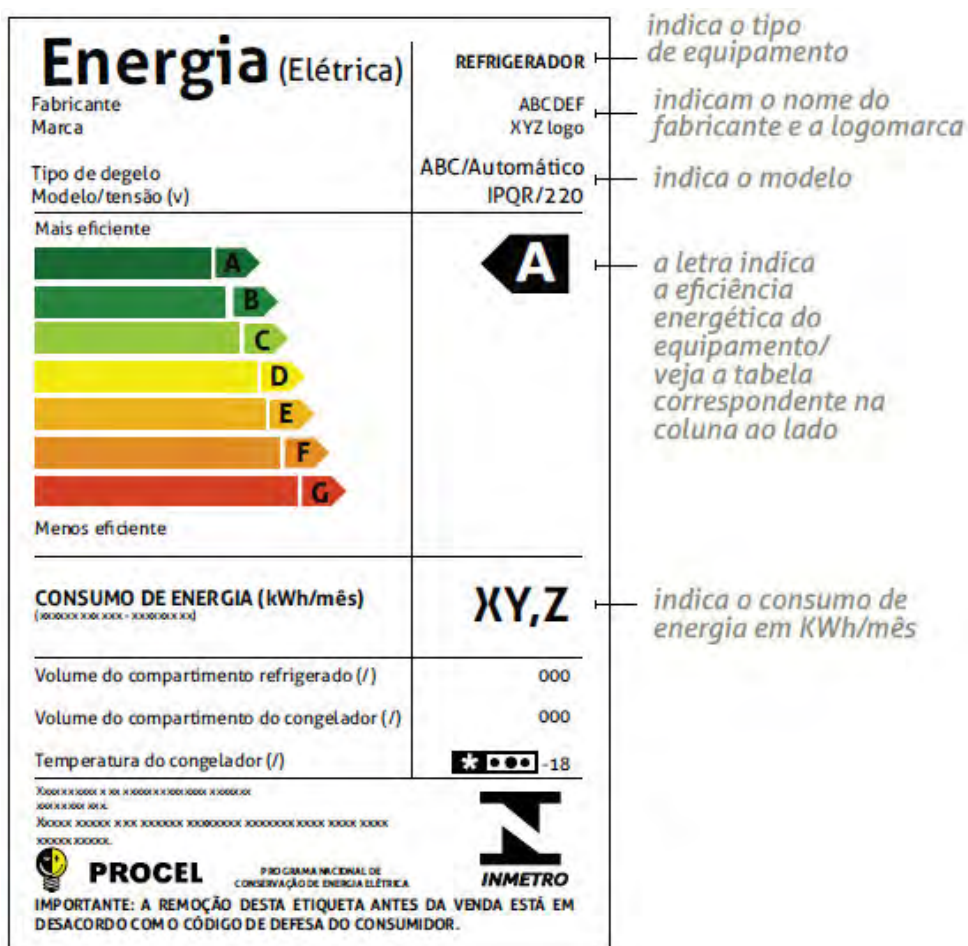 Energia (Elétrica)
REFRIGERADOR
indica o tipo
de equipamento
Fabricante
Marca
ABCDEF
XYZ logo
indicam o nome do
fabricante e a logomarca
Tipo de degelo
Modelo/tensão (v)
ABC/Automático
IPQR/220
indica o modelo
Mais eficiente
A
B
C
D
E
F
G
Menos eficiente
A
a letra indica
a eficiência
energética do
equipamento/
veja a tabela
correspondente na
coluna ao lado
CONSUMO DE ENERGIA (kWh/mês)
XY,Z
indica o consumo de
energia em KWh/mês
Volume do compartimento refrigerado (/)
000
Volume do compartimento do congelador (/)
000
Temperatura do congelador (/)
-18
PROCEL
PROGRAMA NACIONAL DE
CONSERVAÇÃO DE ENERGIA ELÉTRICA
INMETRO
IMPORTANTE: A REMOÇÃO DESTA ETIQUETA ANTES DA VENDA ESTÁ EM
DESACORDO COM O CÓDIGO DE DEFESA DO CONSUMIDOR.